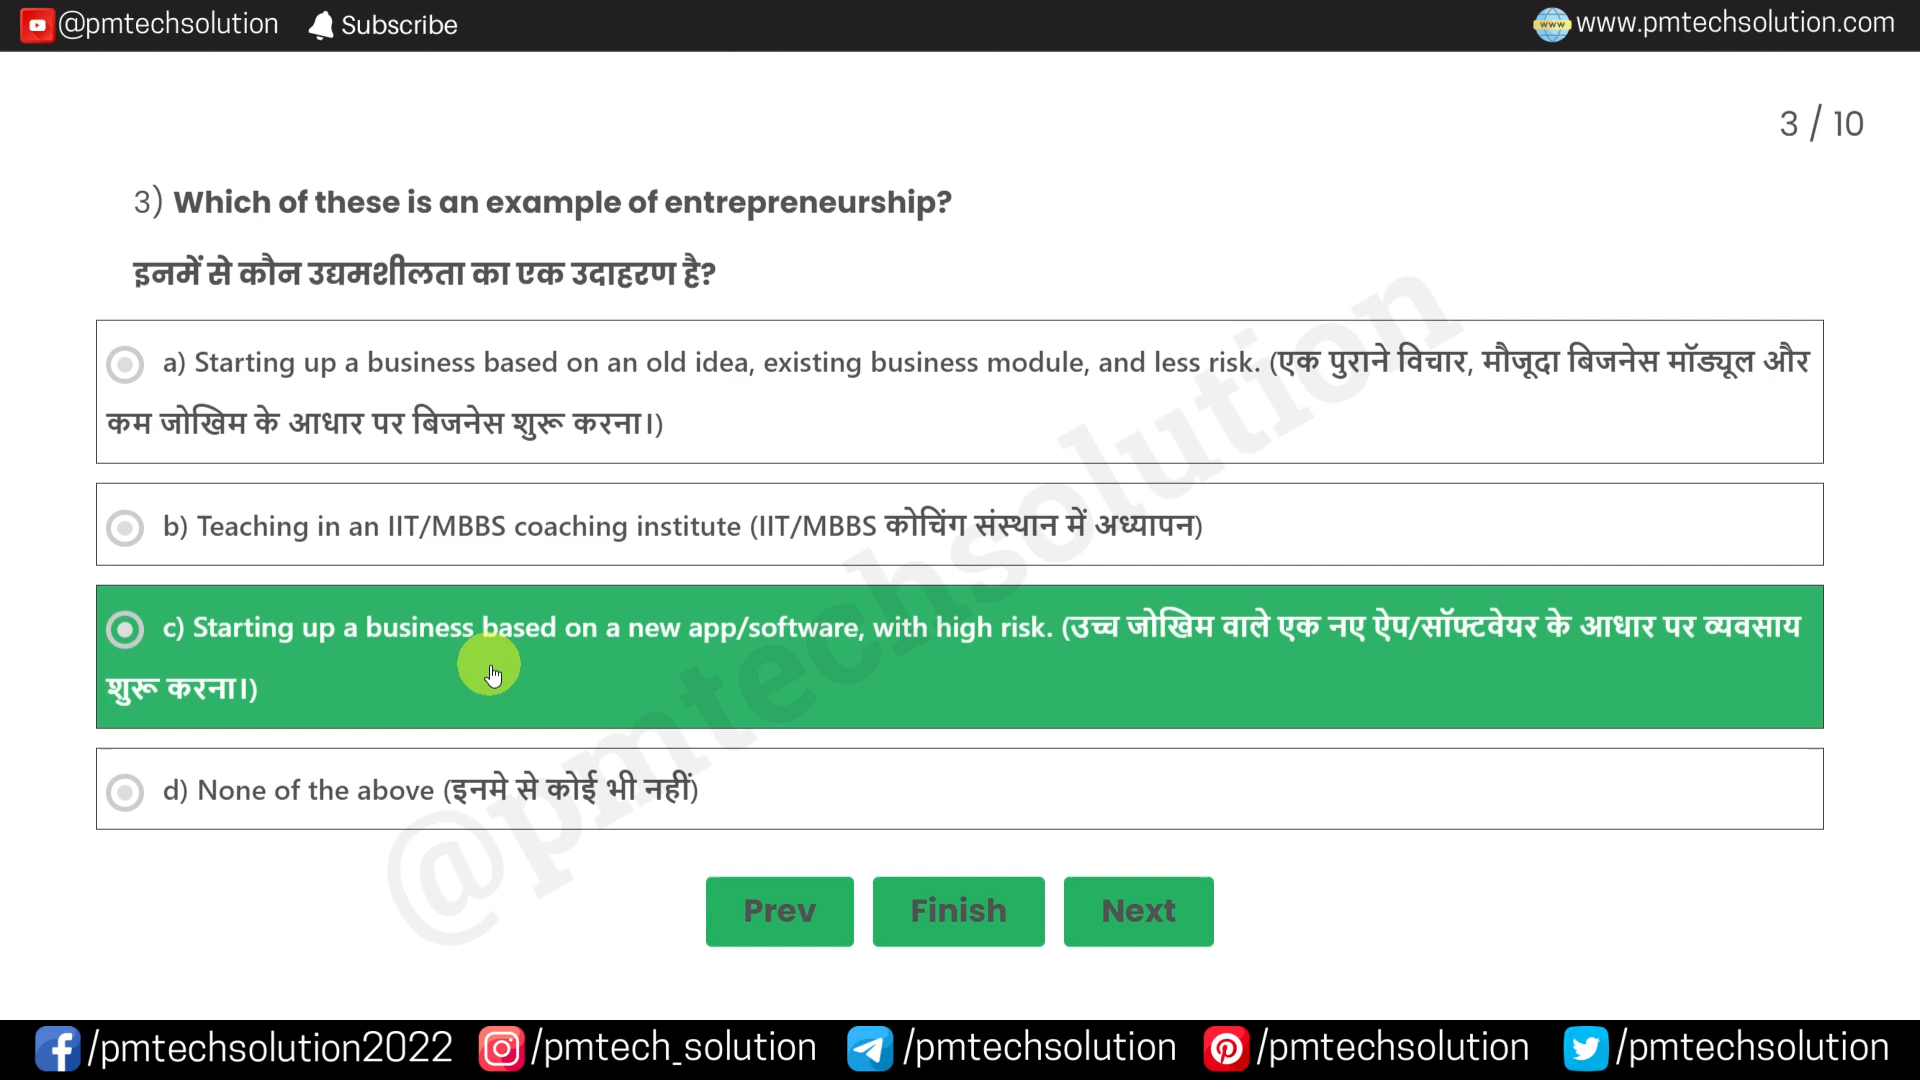 @pmtechsolution Subscribe www.pmtechsolution.com
3 / 10
3) Which of these is an example of entrepreneurship?
इनमें से कौन उद्यमशीलता का एक उदाहरण है?
a) Starting up a business based on an old idea, existing business module, and less risk. (एक पुराने विचार, मौजूदा बिजनेस मॉड्यूल और
कम जोखिम के आधार पर बिजनेस शुरू करना।)
b) Teaching in an IIT/MBBS coaching institute (IIT/MBBS कोचिंग संस्थान में अध्यापन)
c) Starting up a business based on a new app/software, with high risk. (उच्च जोखिम वाले एक नए ऐप/सॉफ्टवेयर के आधार पर व्यवसाय
शुरू करना।)
d) None of the above (इनमे से कोई भी नहीं)
@pmtechsolution
Prev Finish Next
/pmtechsolution2022 /pmtech_solution /pmtechsolution /pmtechsolution /pmtechsolution